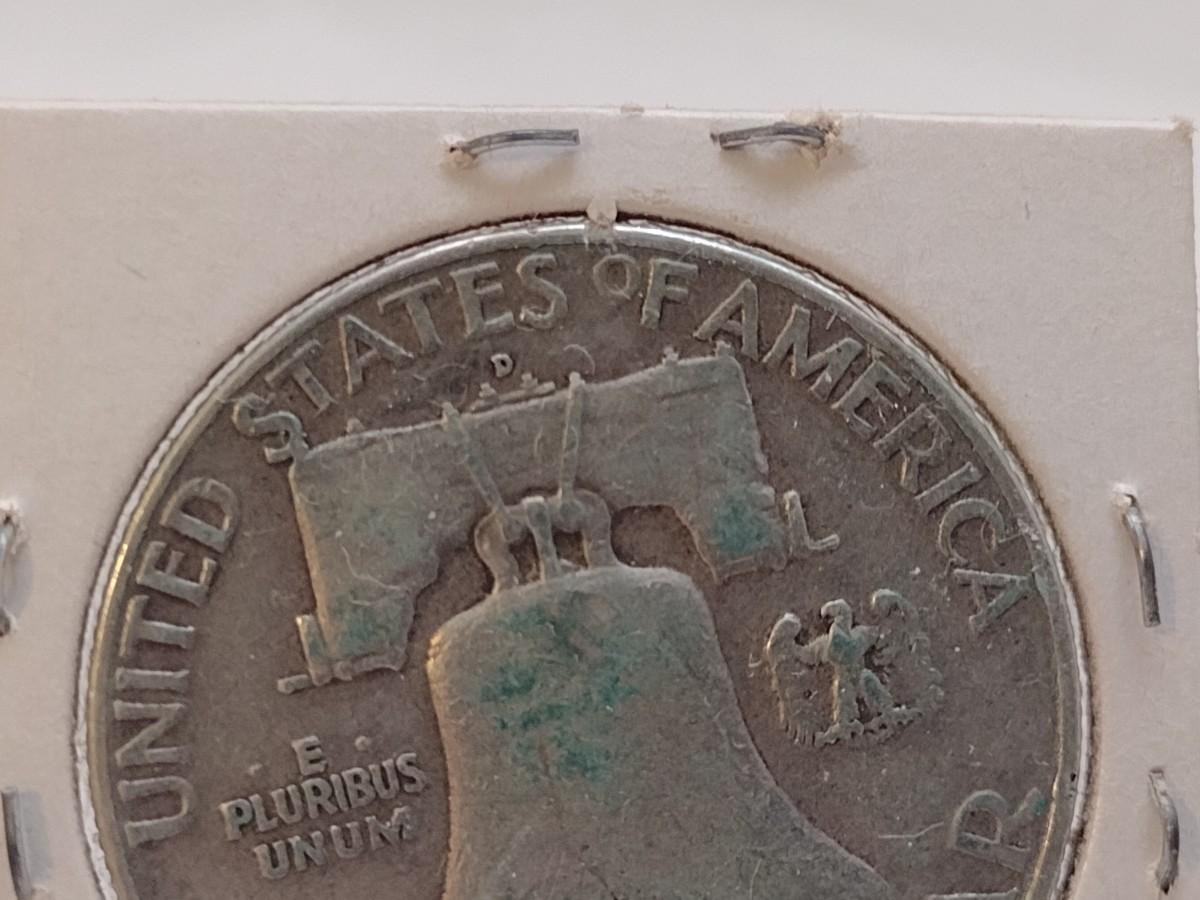 UNITED STATES OF AMERICA
D
E
PLURIBUS
UNUM